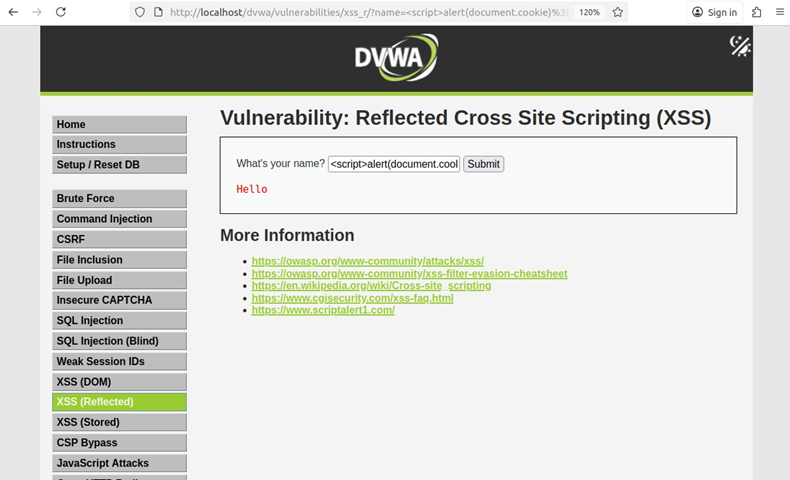 http://localhost/dvwa/vulnerabilities/xss_r/?name=<script>alert(document.cookie)%3
120%
Sign in
DVWA
Home
Instructions
Setup / Reset DB
Brute Force
Command Injection
CSRF
File Inclusion
File Upload
Insecure CAPTCHA
SQL Injection
SQL Injection (Blind)
Weak Session IDs
XSS (DOM)
XSS (Reflected)
XSS (Stored)
CSP Bypass
JavaScript Attacks
Vulnerability: Reflected Cross Site Scripting (XSS)
What's your name? <script>alert(document.cool Submit
Hello
More Information
https://owasp.org/www-community/attacks/xss/
https://owasp.org/www-community/xss-filter-evasion-cheatsheet
https://en.wikipedia.org/wiki/Cross-site_scripting
https://www.cgisecurity.com/xss-faq.html
https://www.scriptalert1.com/